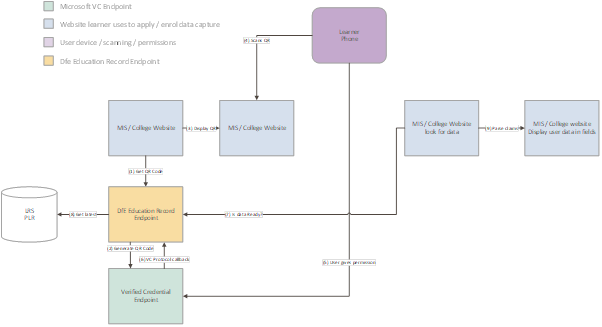 Microsoft VC Endpoint
Website learner uses to apply / enrol data capture
User device / scanning / permissions
Dfe Education Record Endpoint
Learner
Phone
(4) Scans QR
MIS / College Website
(3) Display QR
MIS / College Website
MIS / College Website
look for data
(9) Parse claims
MIS / College website
Display user data in fields
(1) Get QR Code
LRS
PLR
(8) Get latest
Dfe Education Record
Endpoint
(7) Is data Ready?
(2) Generate QR Code
(6) VC Protocol callback
(5) User gives permission
Verified Credential
Endpoint